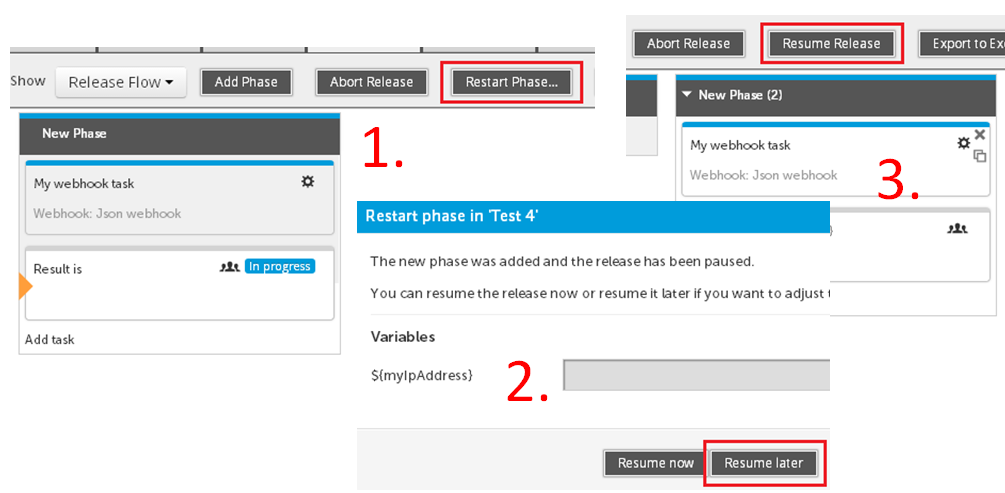 Show Release Flow Add Phase Abort Release Restart Phase...
New Phase
My webhook task
Webhook: Json webhook
Result is In progress
Add task
1.
Restart phase in 'Test 4'
The new phase was added and the release has been paused.
You can resume the release now or resume it later if you want to adjust
Variables
${myIpAddress}
2.
Resume now Resume later
Abort Release Resume Release Export to
New Phase (2)
My webhook task
Webhook: Json webhook
3.